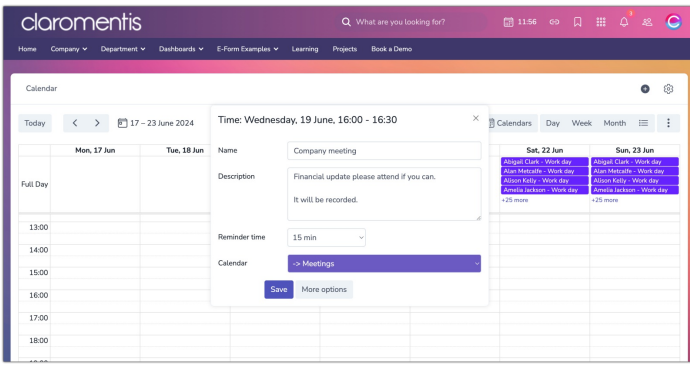 claromentis
What are you looking for?
11:56
Home Company Department Dashboards E-Form Examples Learning Projects Book a Demo
Calendar
Today 17 – 23 June 2024 Calendars Day Week Month
Time: Wednesday, 19 June, 16:00 - 16:30
Mon, 17 Jun Tue, 18 Jun Sat, 22 Jun Sun, 23 Jun
Name Company meeting
Full Day
Abigail Clark - Work day Abigail Clark - Work day
Alan Metcalfe - Work day Alan Metcalfe - Work day
Alison Kelly - Work day Alison Kelly - Work day
Amelia Jackson - Work day Amelia Jackson - Work day
+25 more +25 more
Description Financial update please attend if you can.
It will be recorded.
Reminder time 15 min
Calendar -> Meetings
Save More options
13:00
14:00
15:00
16:00
17:00
18:00